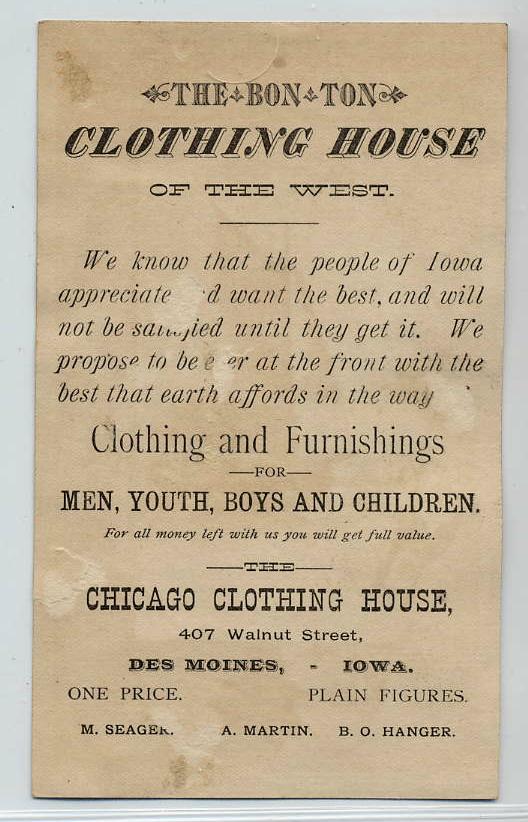 THE BON TON
CLOTHING HOUSE
OF THE WEST.
We know that the people of Iowa
appreciate d want the best, and will
not be satisfied until they get it. We
propose to be e er at the front with the
best that earth affords in the way
Clothing and Furnishings
FOR
MEN, YOUTH, BOYS AND CHILDREN.
For all money left with us you will get full value.
THE
CHICAGO CLOTHING HOUSE,
407 Walnut Street,
DES MOINES, - IOWA.
ONE PRICE. PLAIN FIGURES.
M. SEAGER. A. MARTIN. B. O. HANGER.